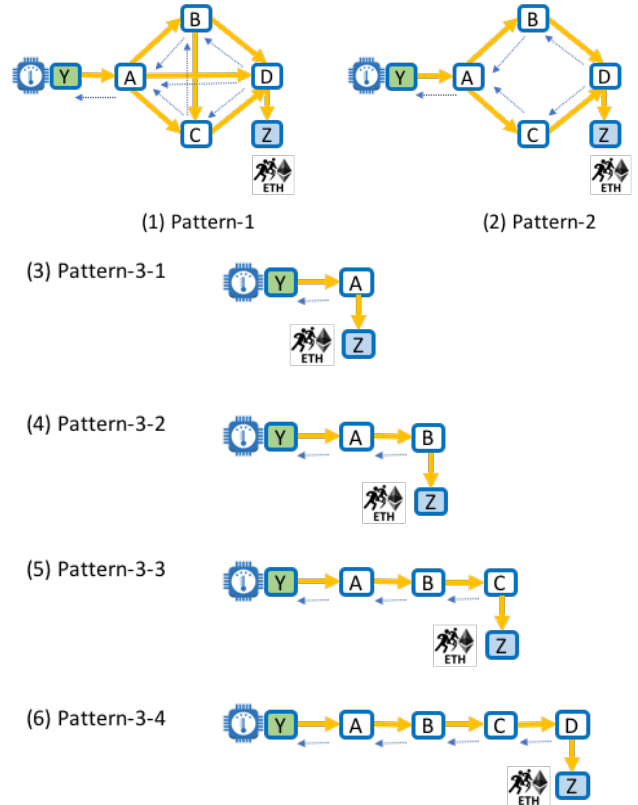 B
B
Y
A
D
Y
A
D
C
Z
C
Z
ETH
ETH
(1) Pattern-1
(2) Pattern-2
(3) Pattern-3-1
Y
A
Z
ETH
(4) Pattern-3-2
Y
A
B
Z
ETH
(5) Pattern-3-3
Y
A
B
C
Z
ETH
(6) Pattern-3-4
Y
A
B
C
D
Z
ETH